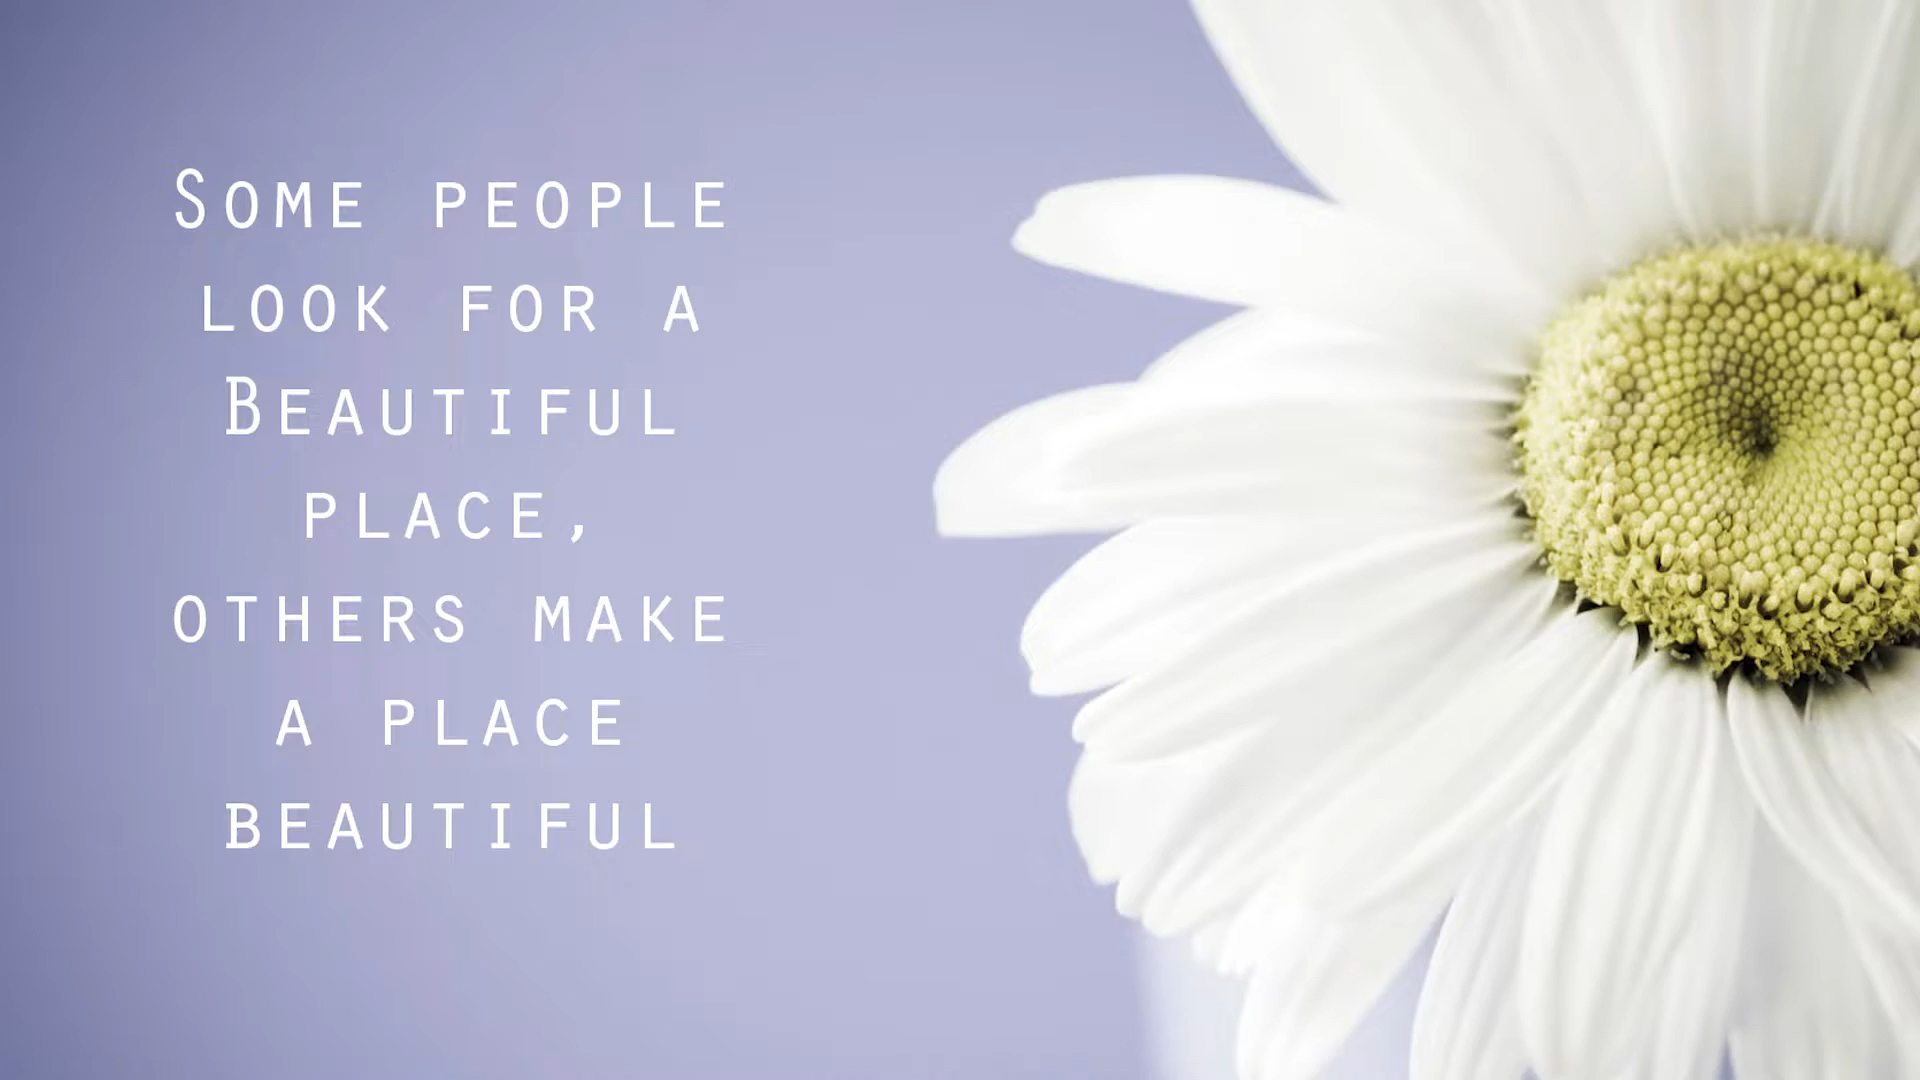 Some people
look for a
Beautiful
place,
others make
a place
beautiful